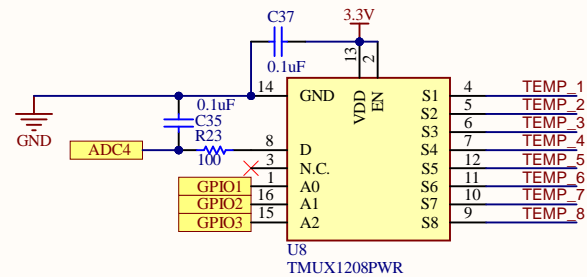 C37
3.3V
0.1uF
13
2
14
GND
VDD
EN
S1
4
TEMP_1
S2
5
TEMP_2
S3
6
TEMP_3
S4
7
TEMP_4
S5
12
TEMP_5
S6
11
TEMP_6
S7
10
TEMP_7
S8
9
TEMP_8
GND
0.1uF
C35
R23
100
ADC4
8
D
3
N.C.
GPIO1
1
A0
GPIO2
16
A1
GPIO3
15
A2
U8
TMUX1208PWR